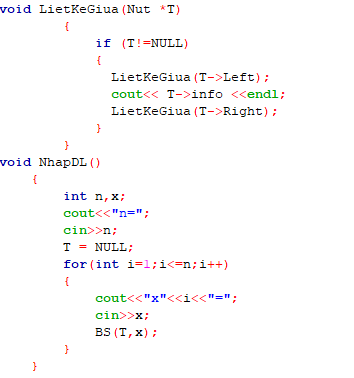 void LietKeGiua(Nut *T)
{
if (T!=NULL)
{
LietKeGiua(T->Left);
cout<< T->info <<endl;
LietKeGiua(T->Right);
}
}
void NhapDL()
{
int n,x;
cout<<"n=";
cin>>n;
T = NULL;
for(int i=1;i<=n;i++)
{
cout<<"x"<<i<<"=";
cin>>x;
BS(T,x);
}
}